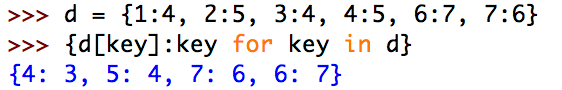 >>> d = {1:4, 2:5, 3:4, 4:5, 6:7, 7:6}
>>> {d[key]:key for key in d}
{4: 3, 5: 4, 7: 6, 6: 7}